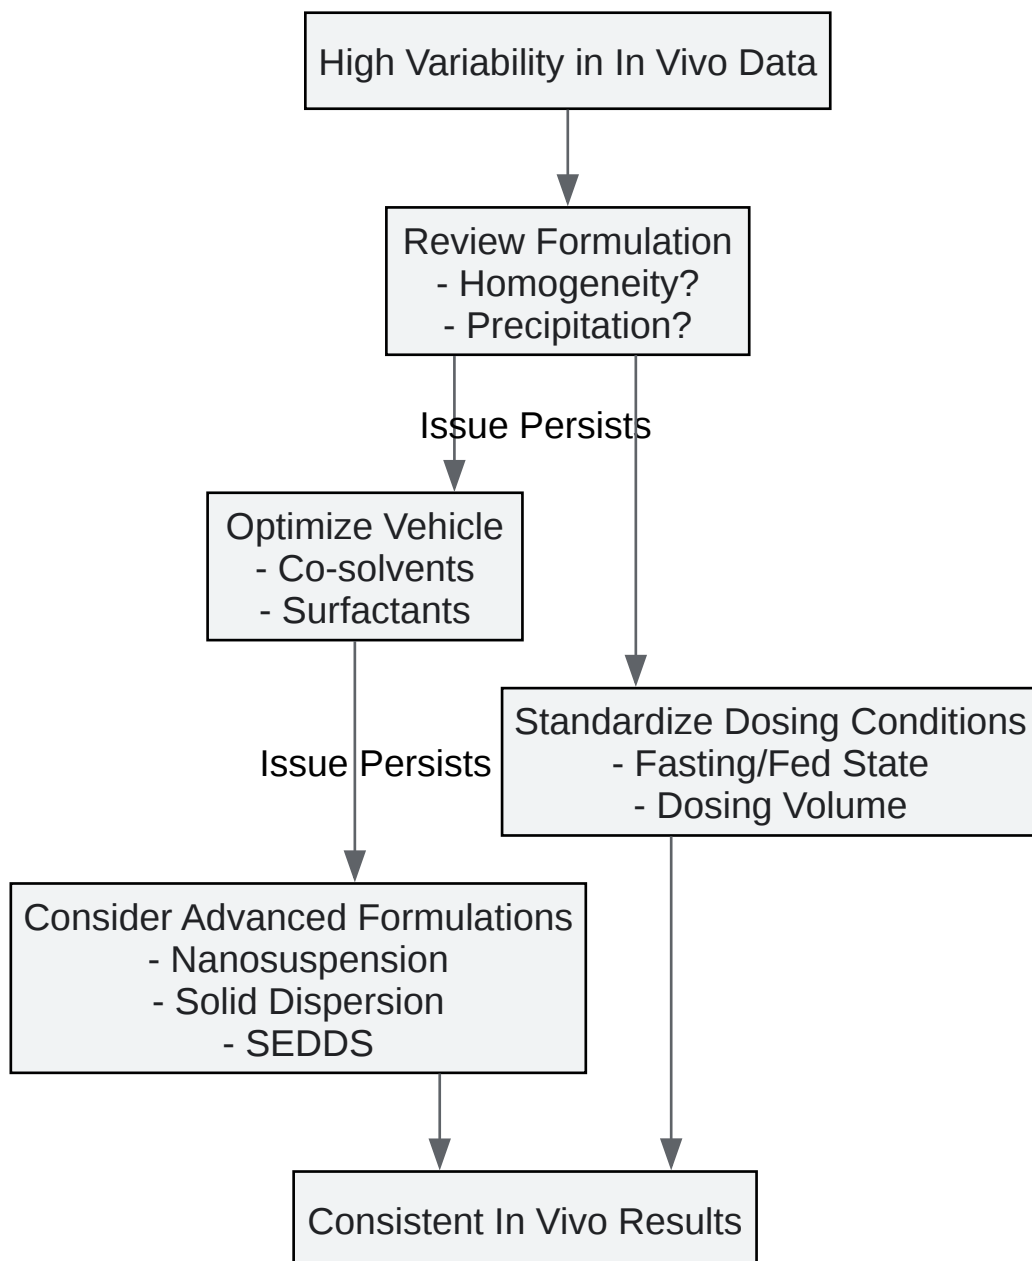 High Variability in In Vivo Data
Review Formulation
- Homogeneity?
- Precipitation?
Issue Persists
Optimize Vehicle
- Co-solvents
- Surfactants
Standardize Dosing Conditions
- Fasting/Fed State
- Dosing Volume
Issue Persists
Consider Advanced Formulations
- Nanosuspension
- Solid Dispersion
- SEDDS
Consistent In Vivo Results